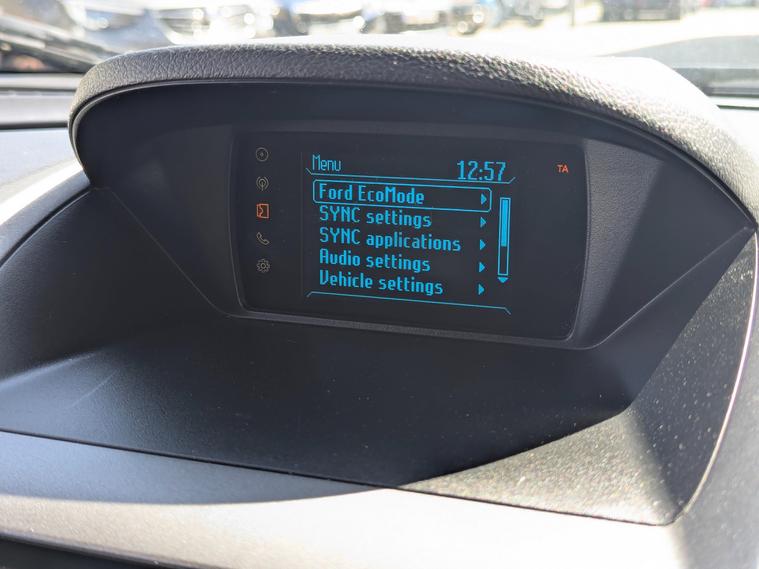 Menu 12:57
TA
Ford EcoMode
SYNC settings
SYNC applications
Audio settings
Vehicle settings